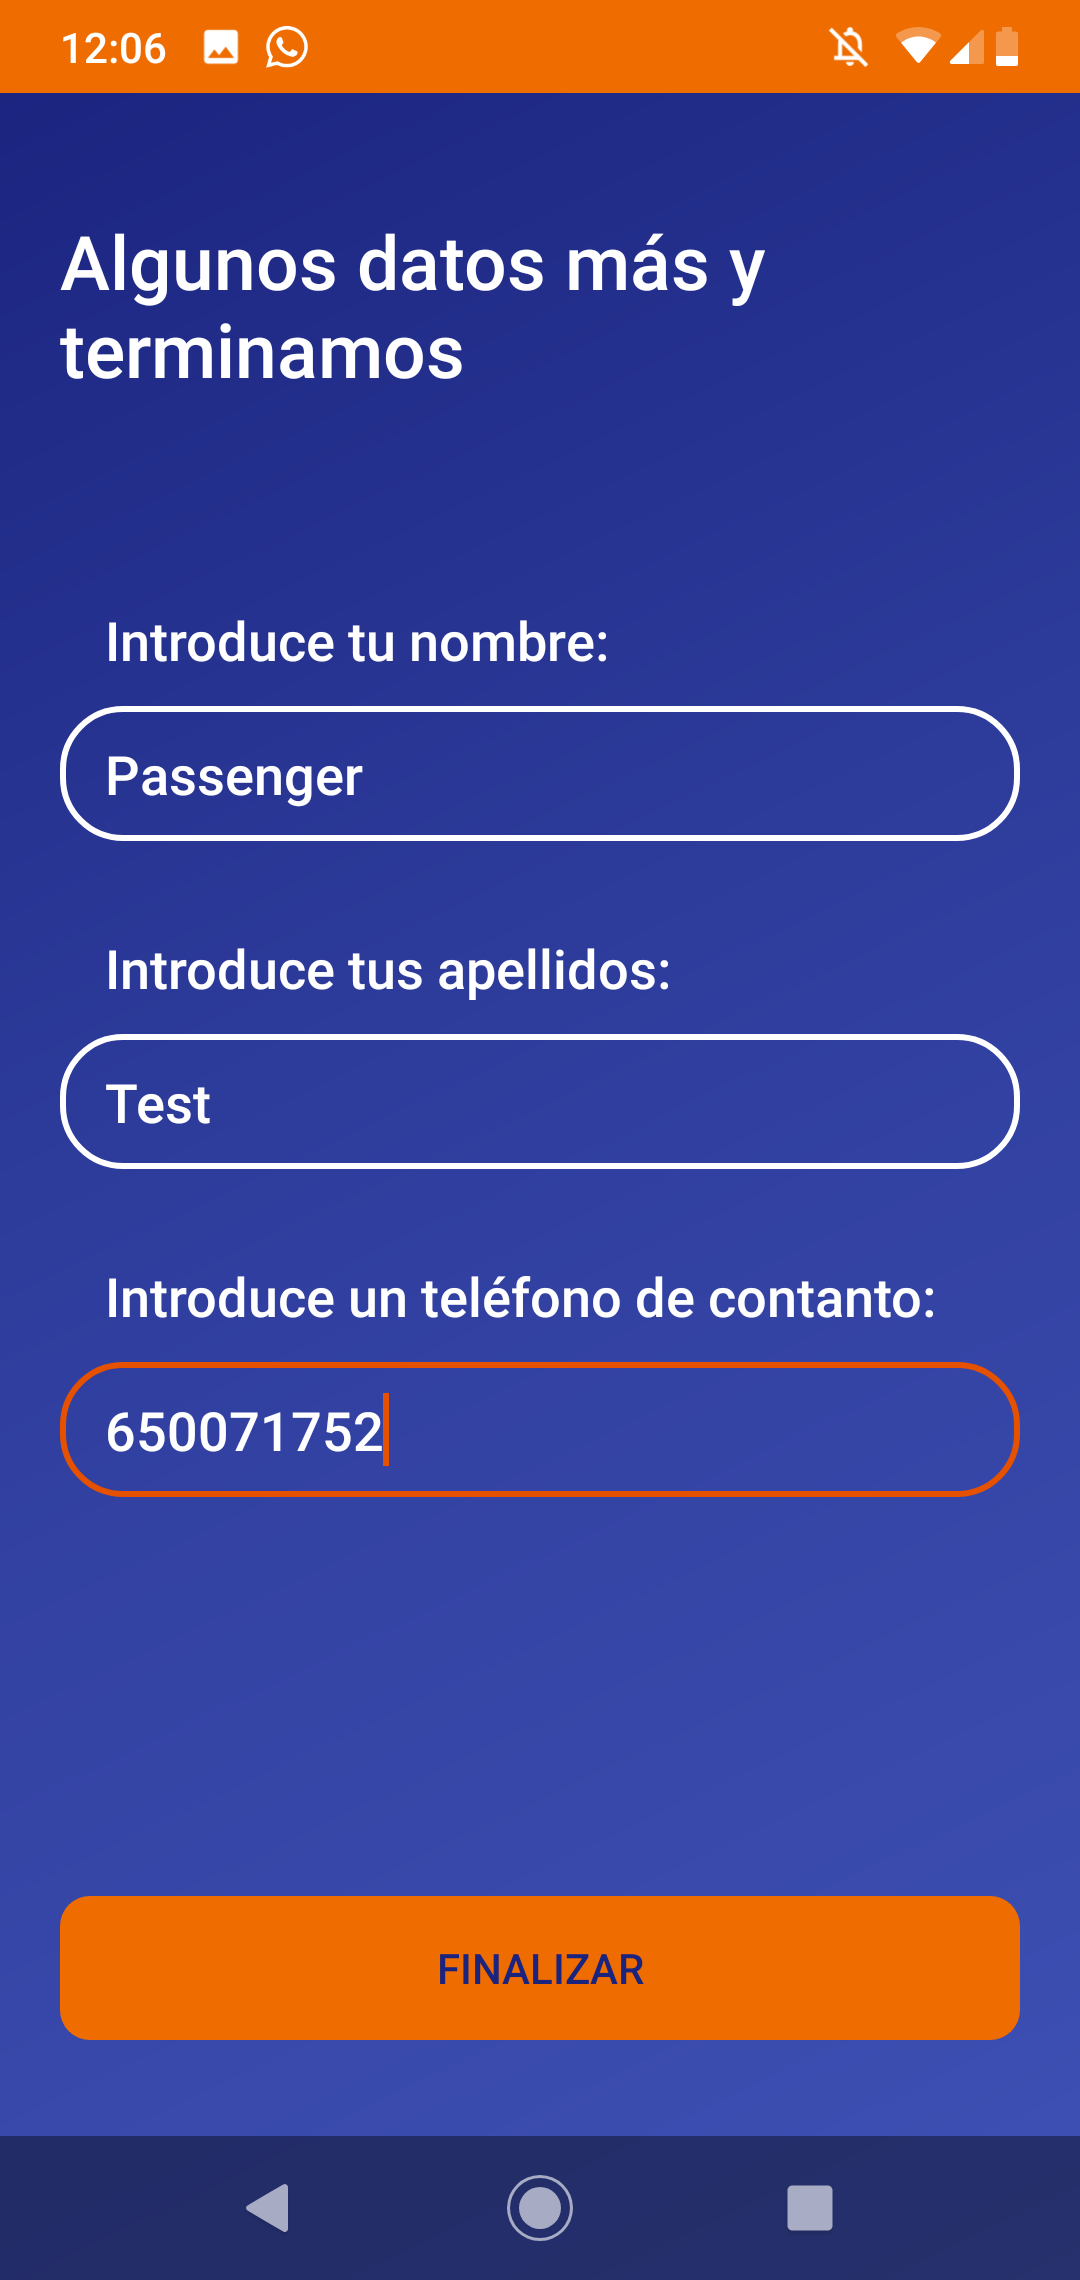 12:06
Algunos datos más y
terminamos
Introduce tu nombre:
Passenger
Introduce tus apellidos:
Test
Introduce un teléfono de contanto:
650071752
FINALIZAR